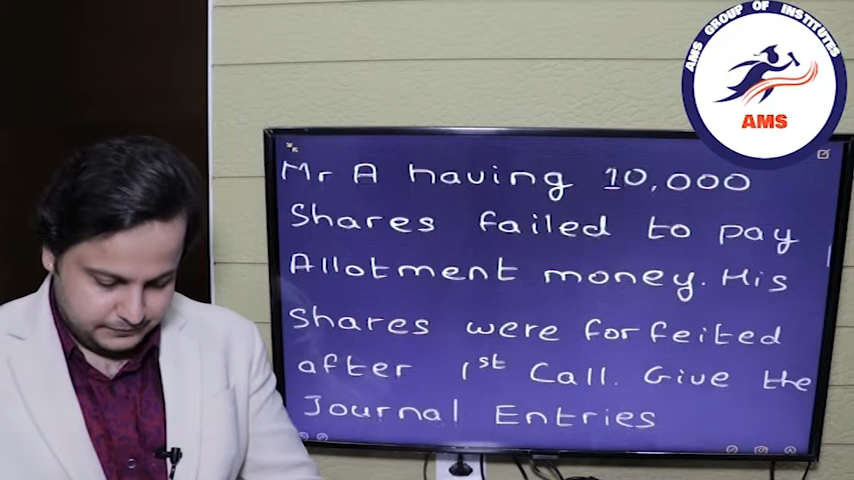 AMS GROUP OF INSTITUTES
AMS
Mr A having 10,000
Shares failed to pay
Allotment money. His
Shares were forfeited
after 1st Call. Give the
Journal Entries